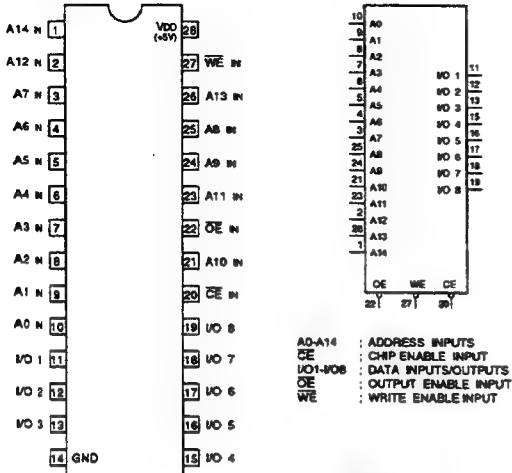 A14 IN 1
28 VDD (+5V)
A12 IN 2
27 WE IN
A7 IN 3
26 A13 IN
A6 IN 4
25 A8 IN
A5 IN 5
24 A9 IN
A4 IN 6
23 A11 IN
A3 IN 7
22 OE IN
A2 IN 8
21 A10 IN
A1 IN 9
20 CE IN
A0 IN 10
19 I/O 8
I/O 1 11
18 I/O 7
I/O 2 12
17 I/O 6
I/O 3 13
16 I/O 5
14 GND
15 I/O 4
10 A0
9 A1
8 A2
7 A3
6 A4
5 A5
4 A6
3 A7
25 A8
24 A9
21 A10
23 A11
2 A12
26 A13
1 A14
I/O 1 11
I/O 2 12
I/O 3 13
I/O 4 15
I/O 5 16
I/O 6 17
I/O 7 18
I/O 8 19
OE WE CE
22 27 20
A0-A14 : ADDRESS INPUTS
CE : CHIP ENABLE INPUT
I/O1-I/O8 : DATA INPUTS/OUTPUTS
OE : OUTPUT ENABLE INPUT
WE : WRITE ENABLE INPUT